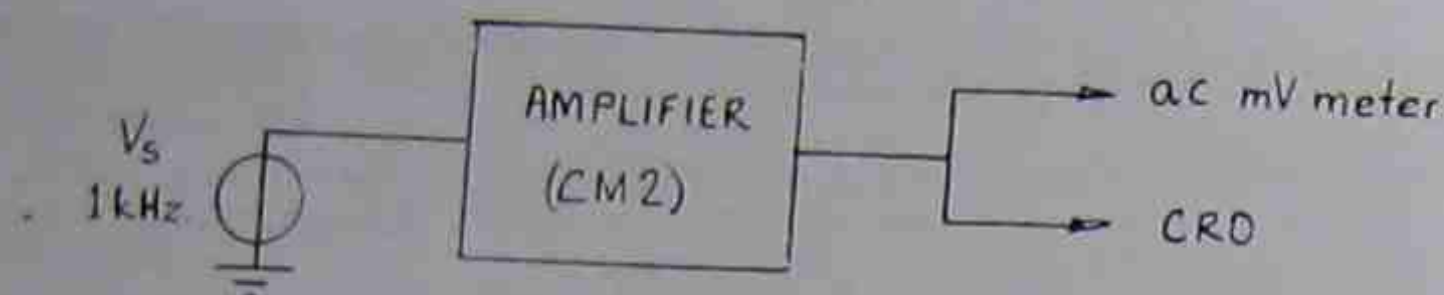 AMPLIFIER
(CM2)
Vs
1kHz
ac mV meter
CRO